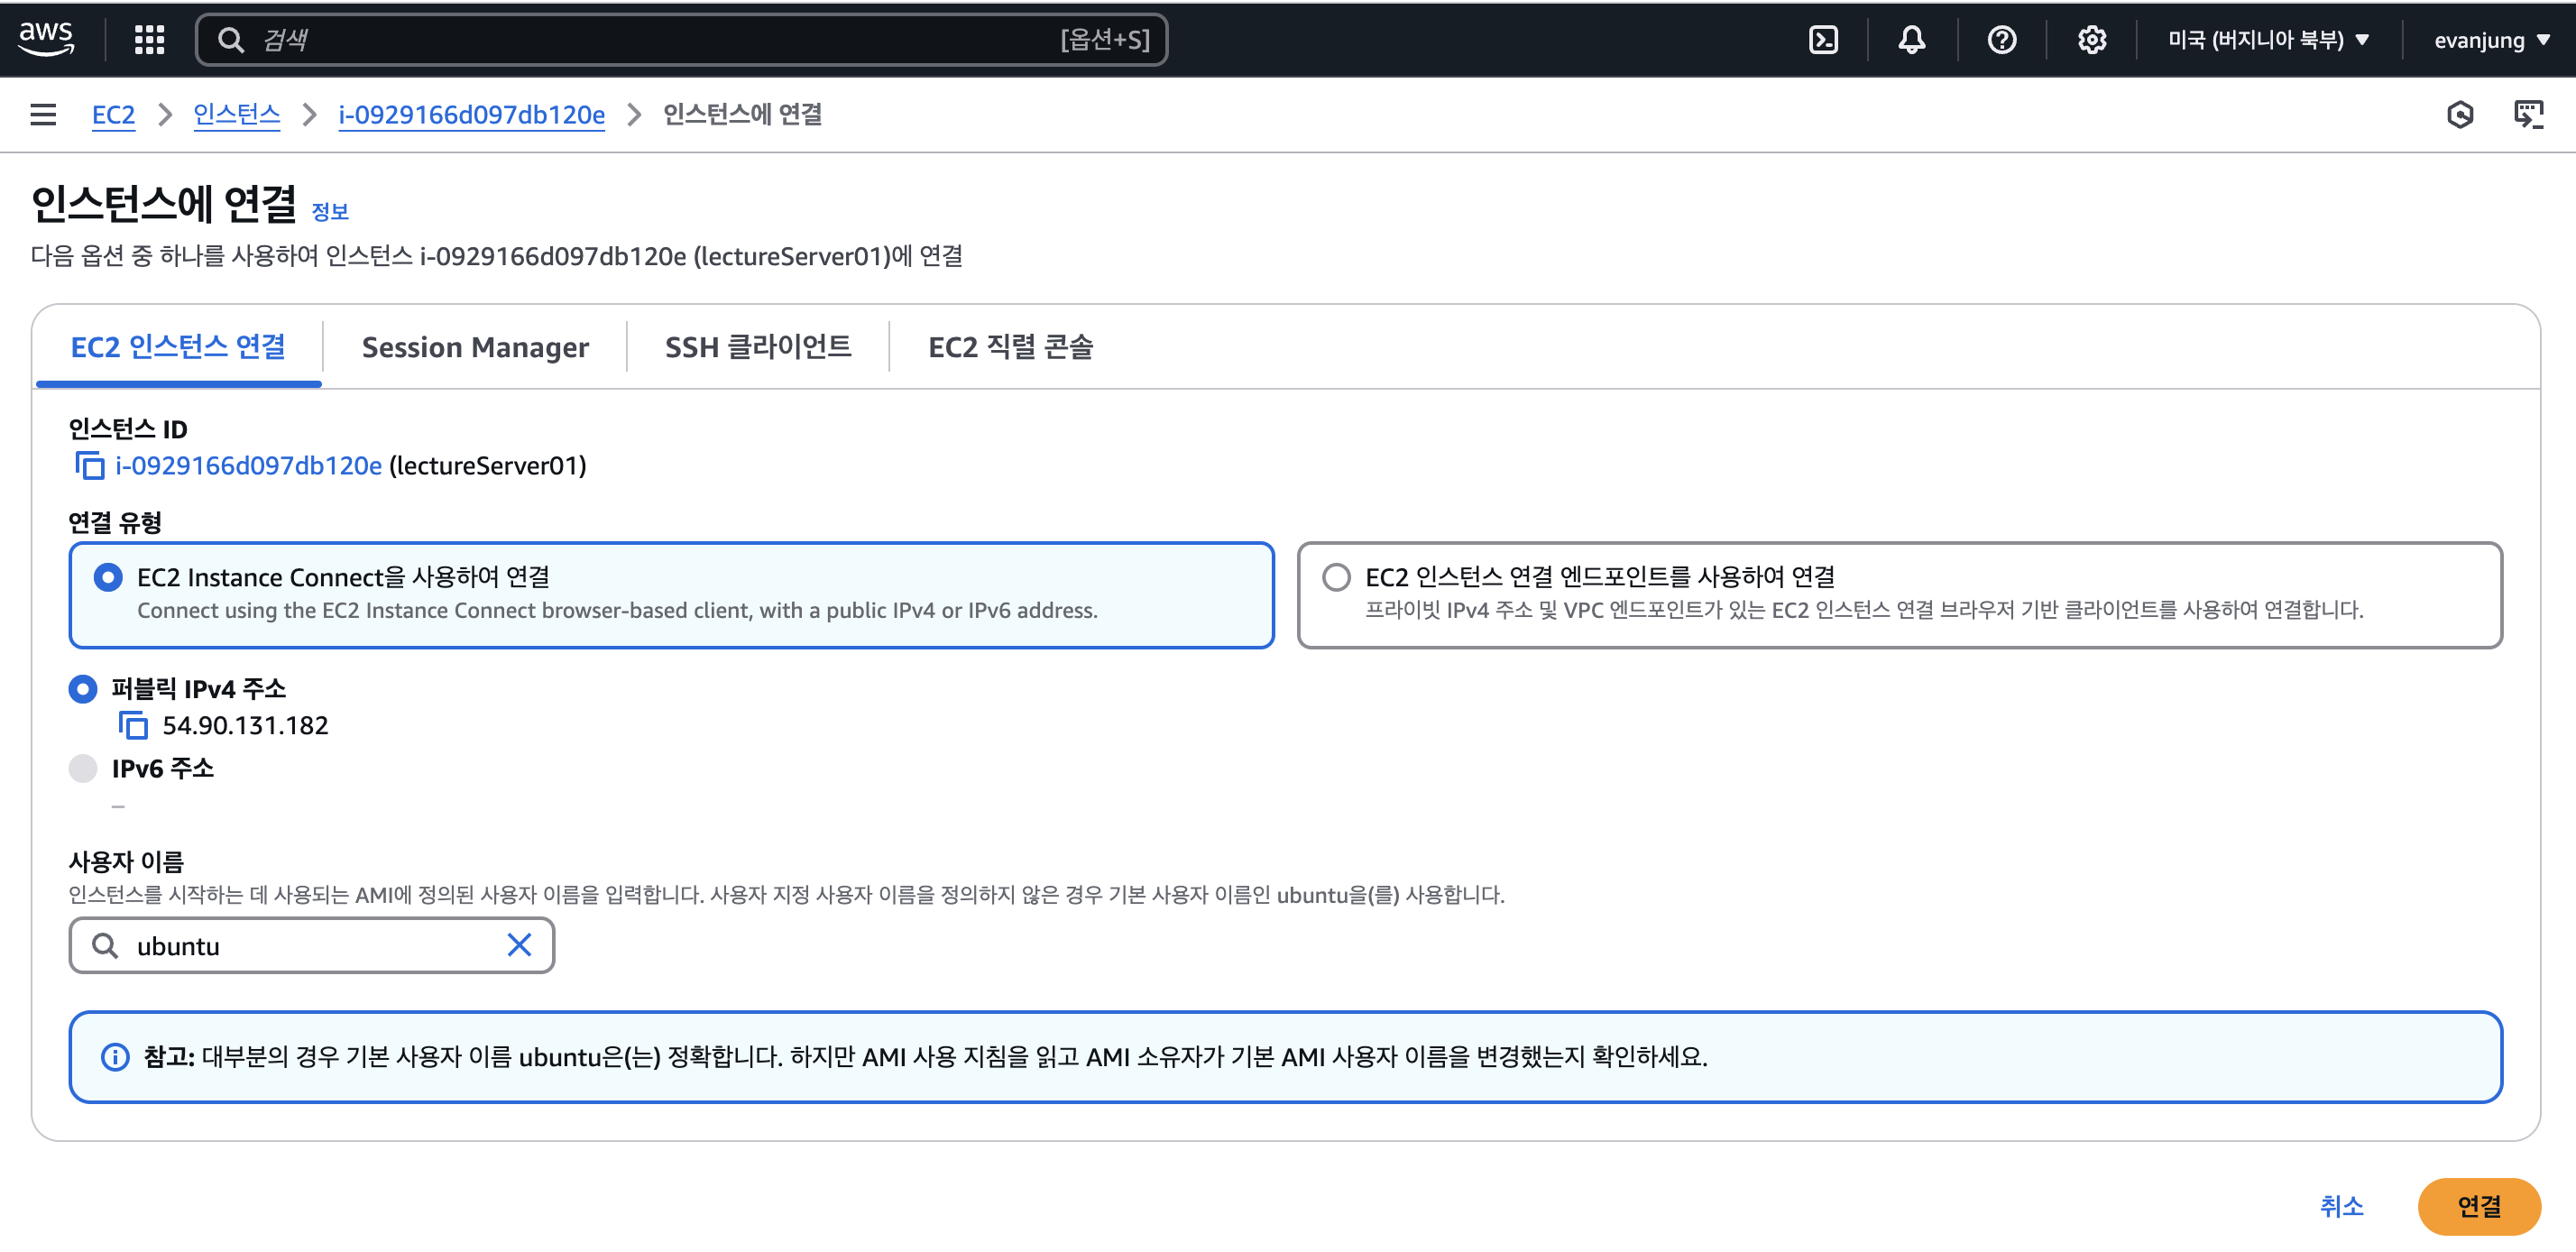 aws
검색
[옵션+S]
미국 (버지니아 북부)
evanjung
EC2
인스턴스
i-0929166d097db120e
인스턴스에 연결
인스턴스에 연결 정보
다음 옵션 중 하나를 사용하여 인스턴스 i-0929166d097db120e (lectureServer01)에 연결
EC2 인스턴스 연결
Session Manager
SSH 클라이언트
EC2 직렬 콘솔
인스턴스 ID
i-0929166d097db120e (lectureServer01)
연결 유형
EC2 Instance Connect을 사용하여 연결
Connect using the EC2 Instance Connect browser-based client, with a public IPv4 or IPv6 address.
EC2 인스턴스 연결 엔드포인트를 사용하여 연결
프라이빗 IPv4 주소 및 VPC 엔드포인트가 있는 EC2 인스턴스 연결 브라우저 기반 클라이언트를 사용하여 연결합니다.
퍼블릭 IPv4 주소
54.90.131.182
IPv6 주소
–
사용자 이름
인스턴스를 시작하는 데 사용되는 AMI에 정의된 사용자 이름을 입력합니다. 사용자 지정 사용자 이름을 정의하지 않은 경우 기본 사용자 이름인 ubuntu을(를) 사용합니다.
ubuntu
참고: 대부분의 경우 기본 사용자 이름 ubuntu은(는) 정확합니다. 하지만 AMI 사용 지침을 읽고 AMI 소유자가 기본 AMI 사용자 이름을 변경했는지 확인하세요.
취소
연결